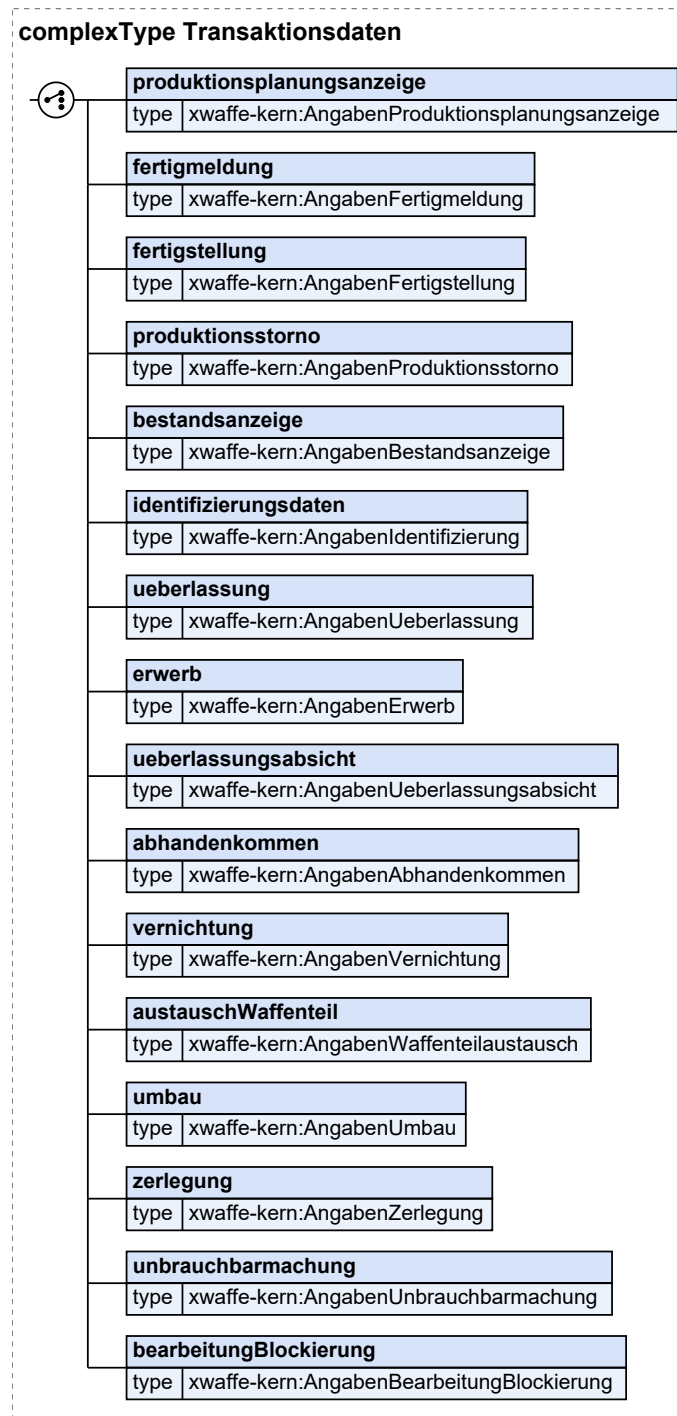 complexType Transaktionsdaten
produktionsplanungsanzeige
type xwaffe-kern:AngabenProduktionsplanungsanzeige
fertigmeldung
type xwaffe-kern:AngabenFertigmeldung
fertigstellung
type xwaffe-kern:AngabenFertigstellung
produktionsstorno
type xwaffe-kern:AngabenProduktionsstorno
bestandsanzeige
type xwaffe-kern:AngabenBestandsanzeige
identifizierungsdaten
type xwaffe-kern:AngabenIdentifizierung
ueberlassung
type xwaffe-kern:AngabenUeberlassung
erwerb
type xwaffe-kern:AngabenErwerb
ueberlassungsabsicht
type xwaffe-kern:AngabenUeberlassungsabsicht
abhandenkommen
type xwaffe-kern:AngabenAbhandenkommen
vernichtung
type xwaffe-kern:AngabenVernichtung
austauschWaffenteil
type xwaffe-kern:AngabenWaffenteilaustausch
umbau
type xwaffe-kern:AngabenUmbau
zerlegung
type xwaffe-kern:AngabenZerlegung
unbrauchbarmachung
type xwaffe-kern:AngabenUnbrauchbarmachung
bearbeitungBlockierung
type xwaffe-kern:AngabenBearbeitungBlockierung